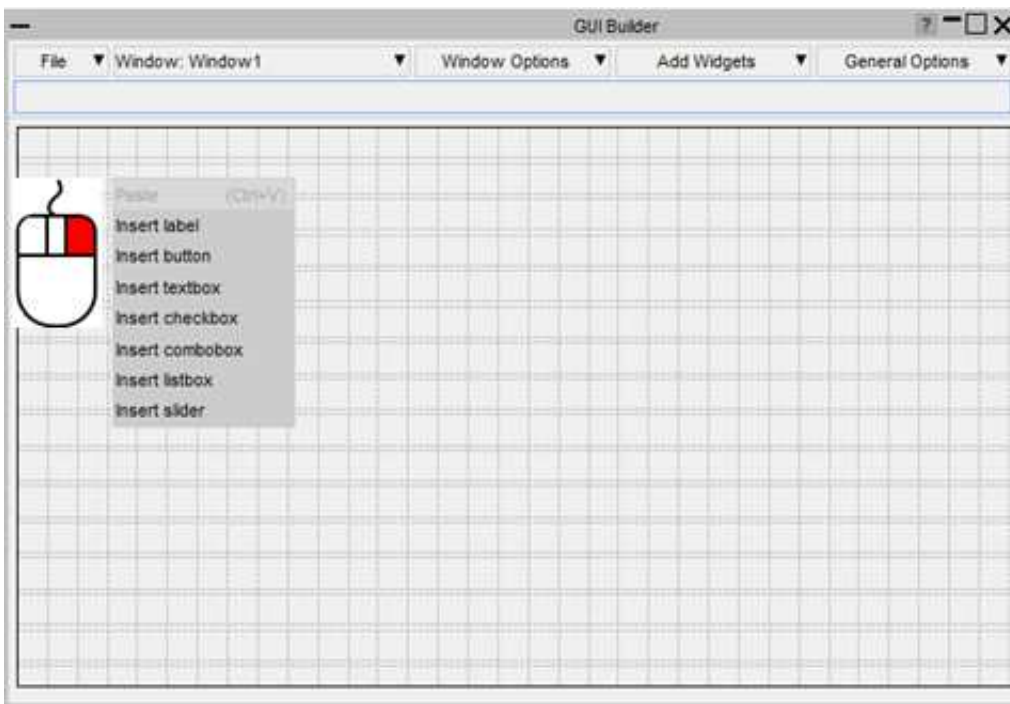 GUI Builder ?
File Window: Window1 Window Options Add Widgets General Options
Paste (Ctrl+V)
Insert label
Insert button
Insert textbox
Insert checkbox
Insert combobox
Insert listbox
Insert slider